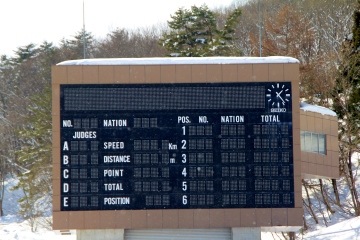 SEIKO
NO. NATION POS. NO. NATION TOTAL
JUDGES 1
A SPEED Km 2
B DISTANCE m 3
C POINT 4
D TOTAL 5
E POSITION 6